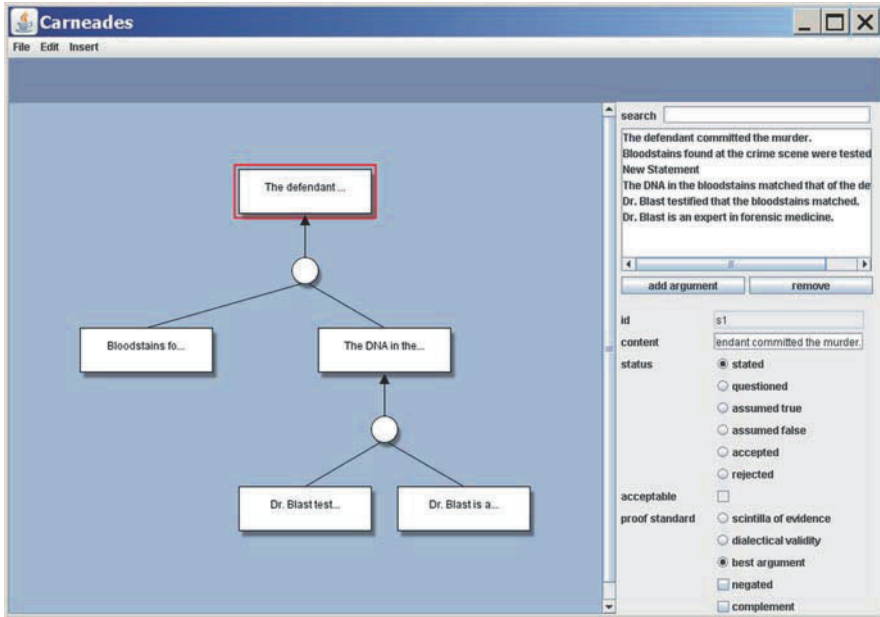 Carneades
File Edit Insert
The defendant ...
Bloodstains fo...
The DNA in the...
Dr. Blast test...
Dr. Blast is a...
search
The defendant committed the murder.
Bloodstains found at the crime scene were tested
New Statement
The DNA in the bloodstains matched that of the de
Dr. Blast testified that the bloodstains matched.
Dr. Blast is an expert in forensic medicine.
add argument remove
id s1
content endant committed the murder.
status stated
questioned
assumed true
assumed false
accepted
rejected
acceptable
proof standard scintilla of evidence
dialectical validity
best argument
negated
complement